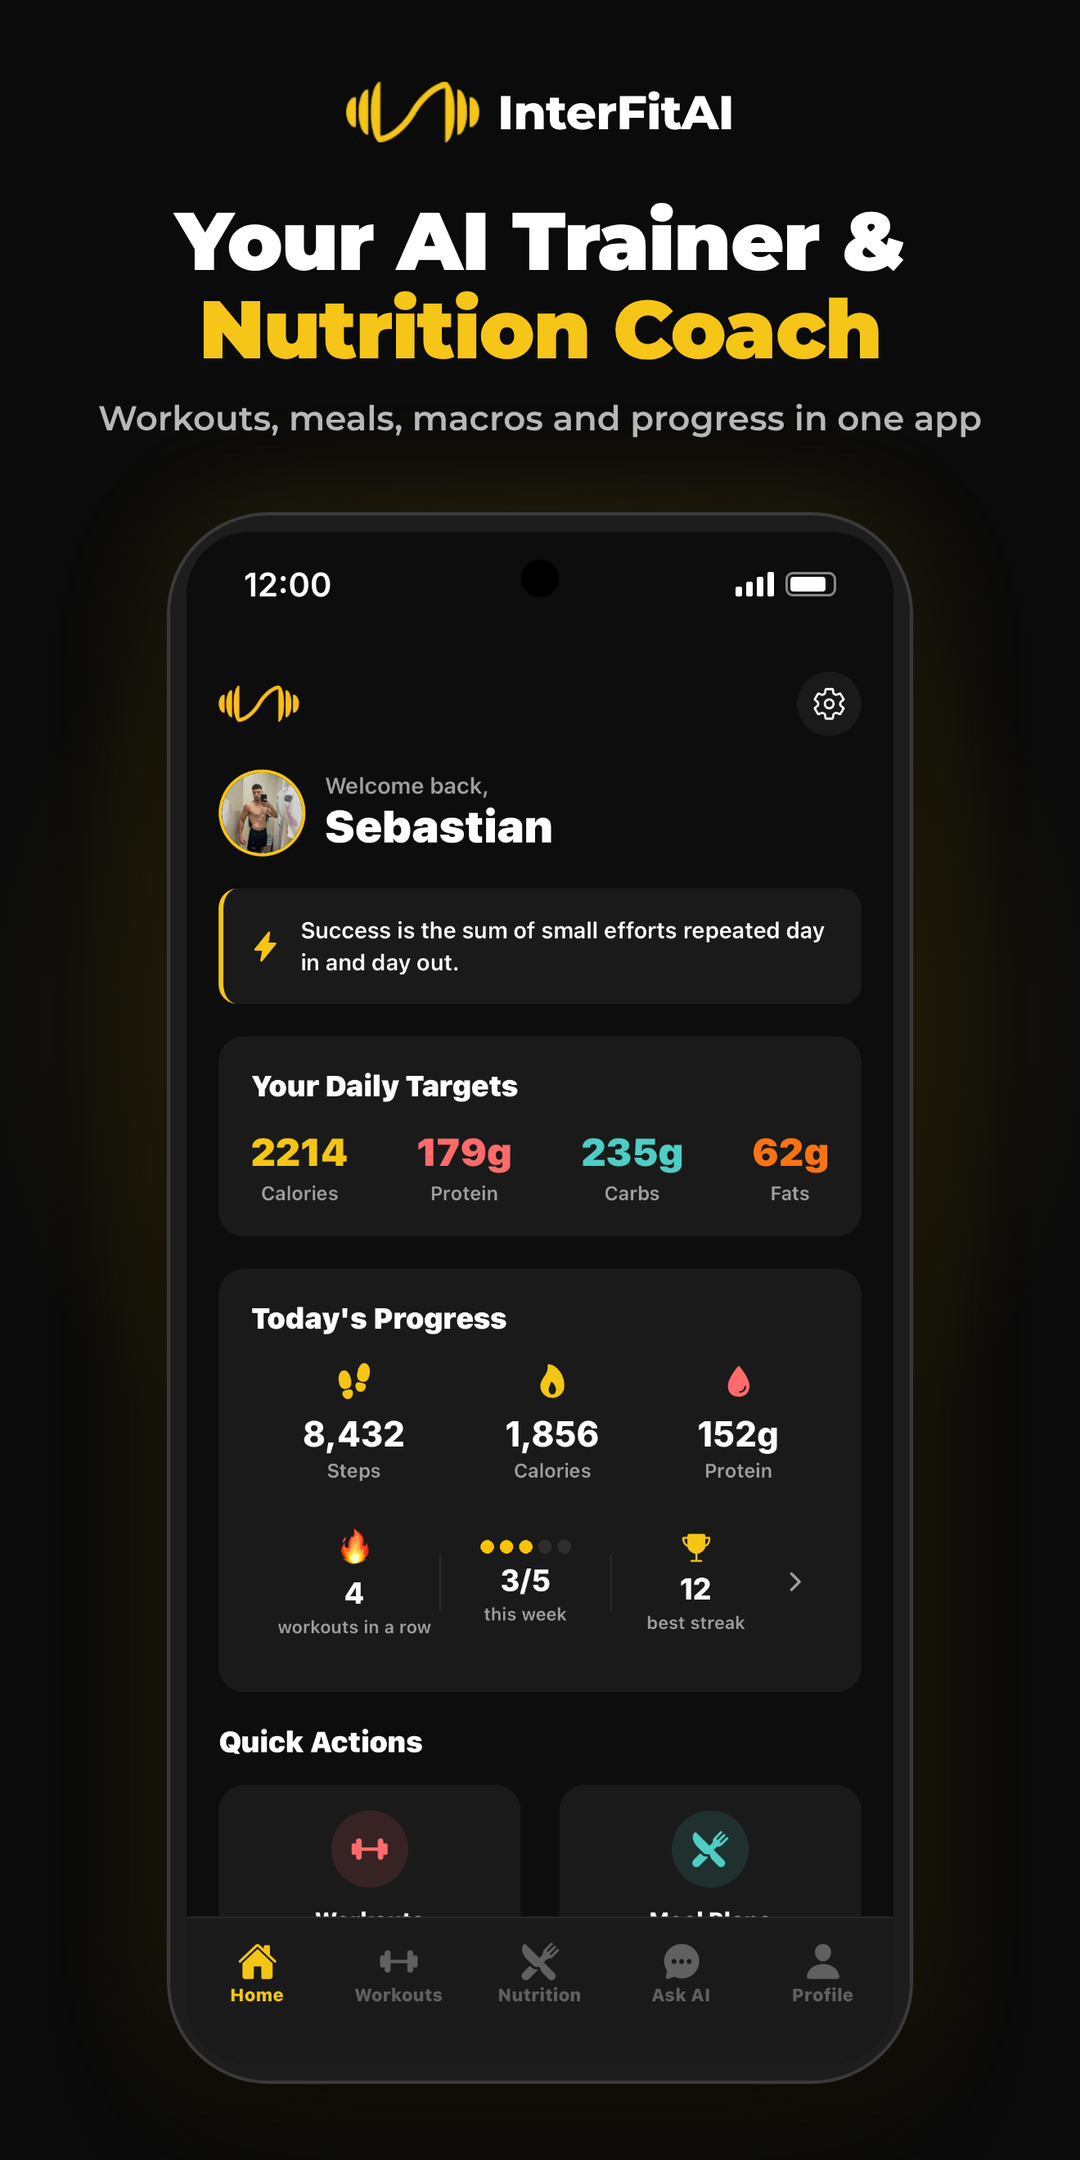 InterFitAI
Your AI Trainer &
Nutrition Coach
Workouts, meals, macros and progress in one app
12:00
Welcome back,
Sebastian
Success is the sum of small efforts repeated day
in and day out.
Your Daily Targets
2214 179g 235g 62g
Calories Protein Carbs Fats
Today's Progress
8,432 1,856 152g
Steps Calories Protein
4 3/5 12
workouts in a row this week best streak
Quick Actions
Workouts Meal Plans
Home Workouts Nutrition Ask AI Profile